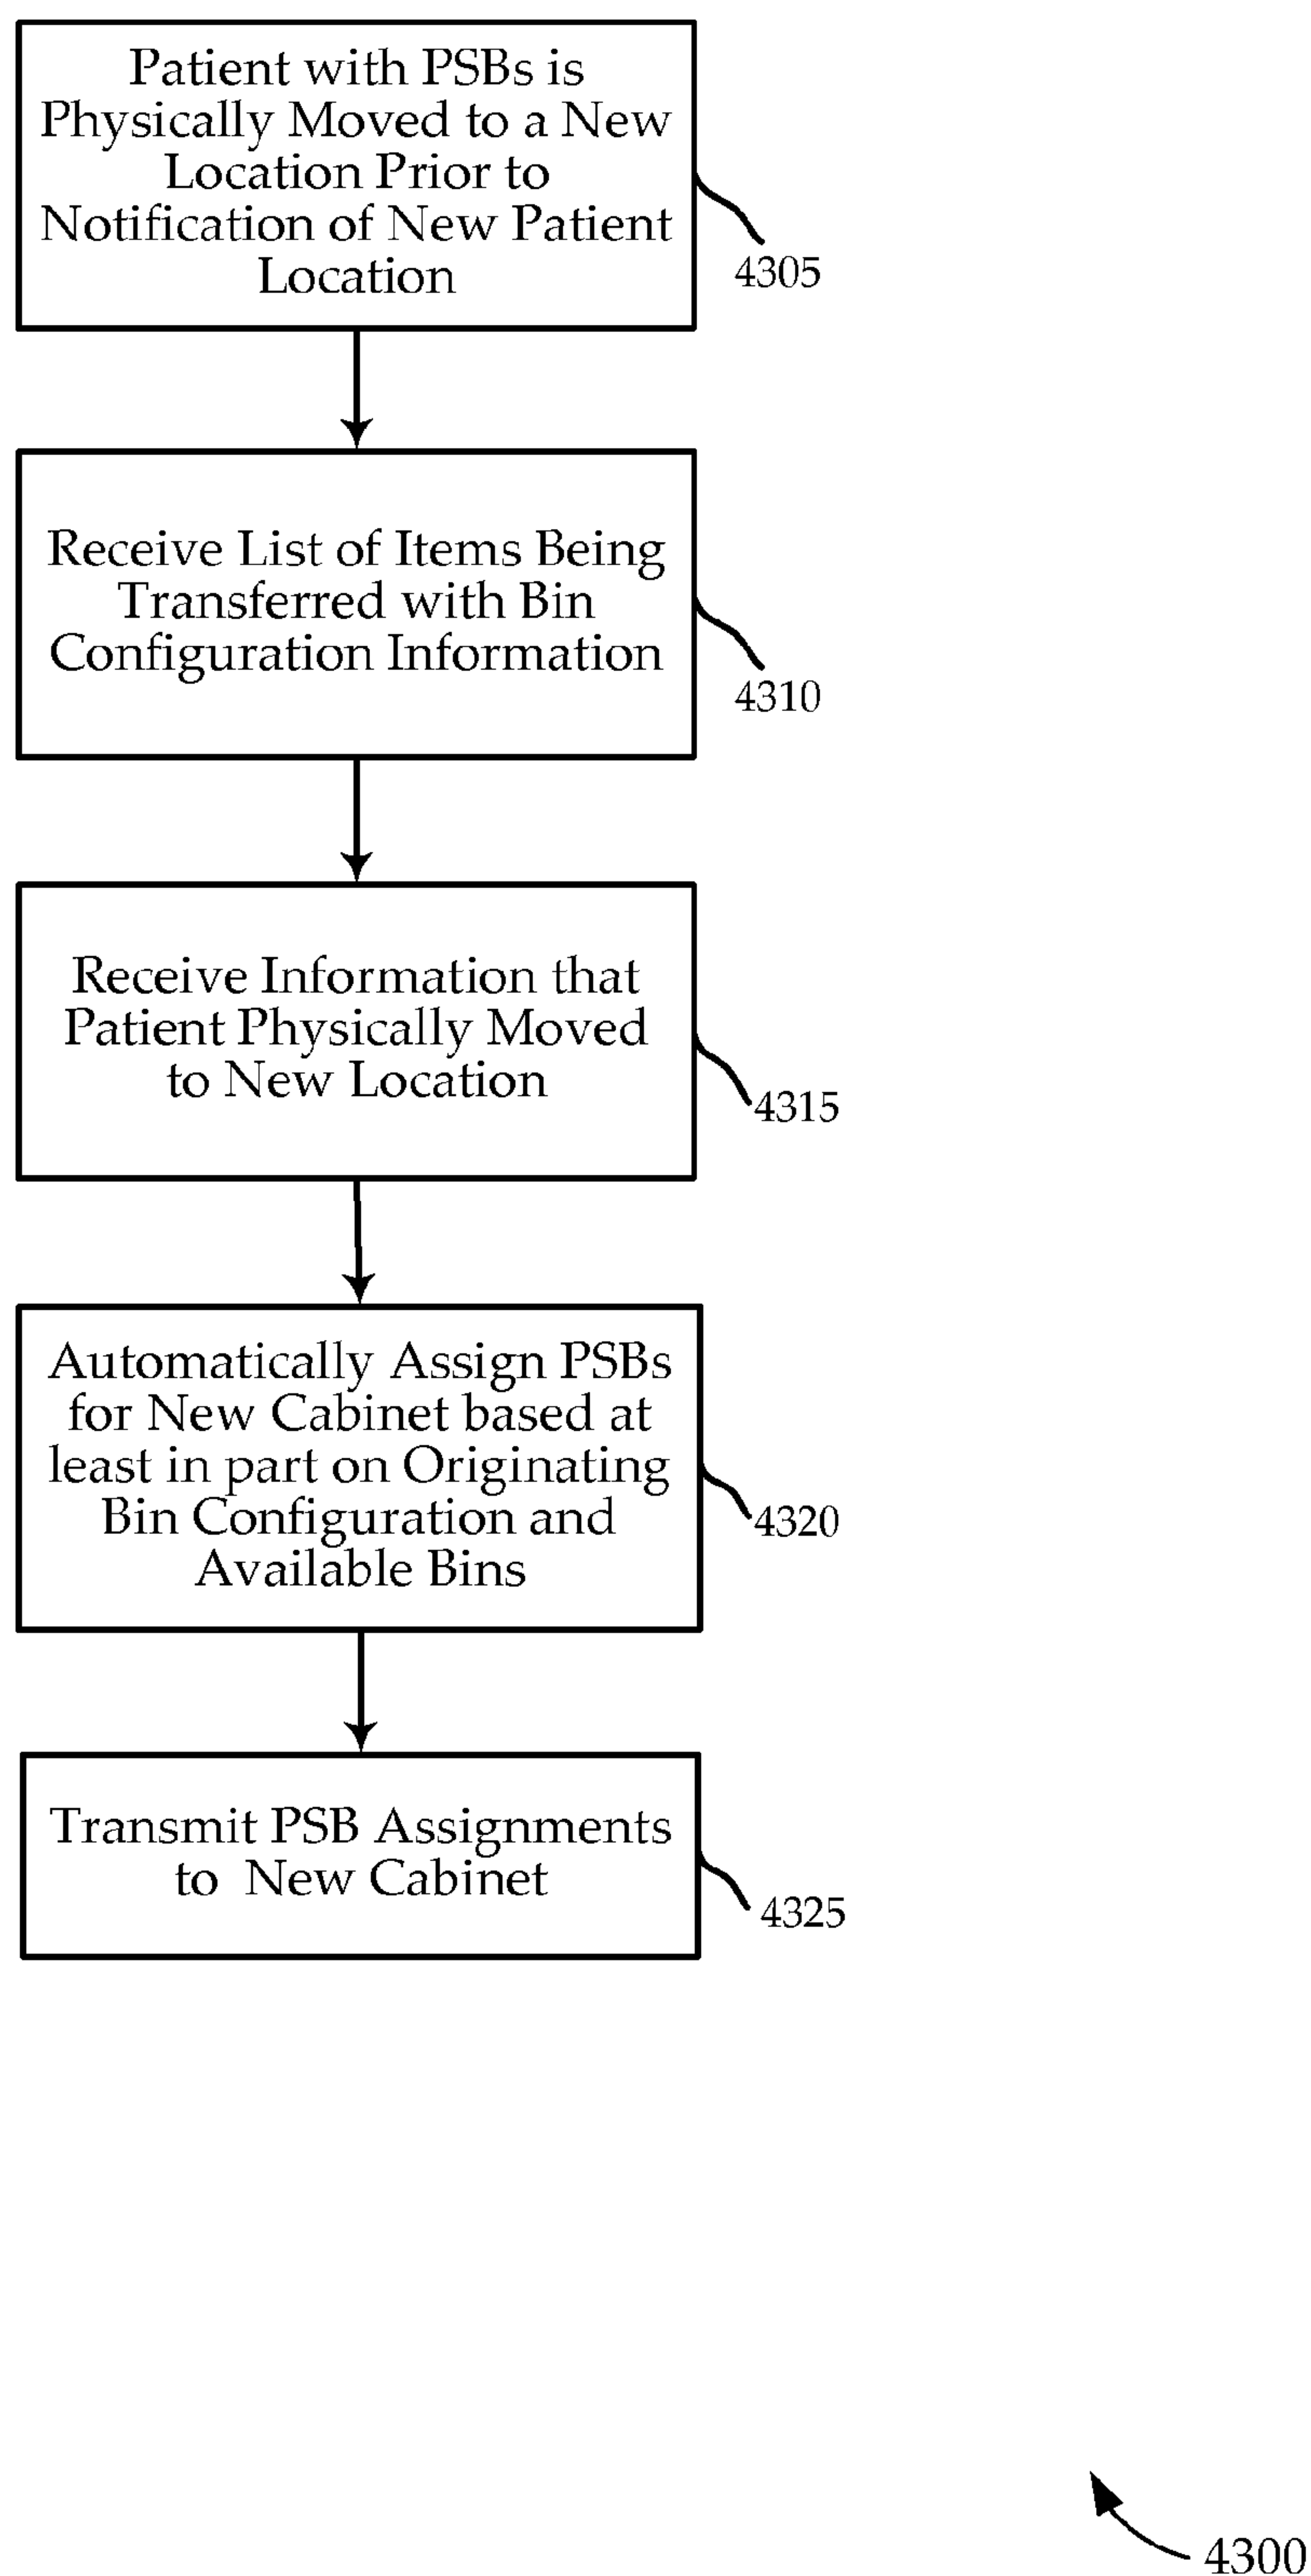 Patient with PSBs is
Physically Moved to a New
Location Prior to
Notification of New Patient
Location
4305
Receive List of Items Being
Transferred with Bin
Configuration Information
4310
Receive Information that
Patient Physically Moved
to New Location
4315
Automatically Assign PSBs
for New Cabinet based at
least in part on Originating
Bin Configuration and
Available Bins
4320
Transmit PSB Assignments
to New Cabinet
4325
4300